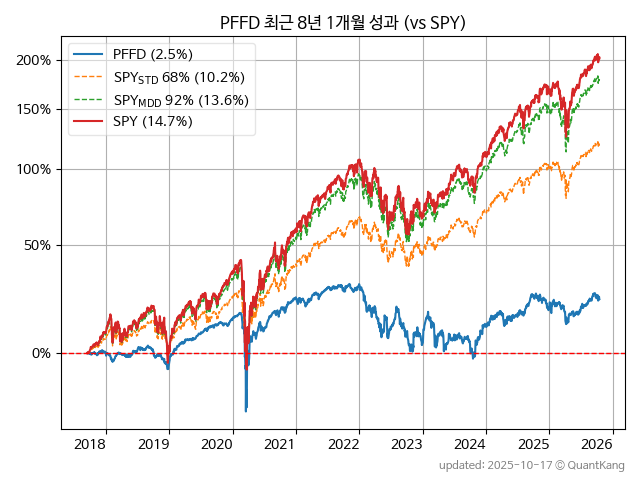 PFFD 최근 8년 1개월 성과 (vs SPY)
PFFD (2.5%)
SPY_STD 68% (10.2%)
SPY_MDD 92% (13.6%)
SPY (14.7%)
200%
150%
100%
50%
0%
2018 2019 2020 2021 2022 2023 2024 2025 2026
updated: 2025-10-17 © QuantKang